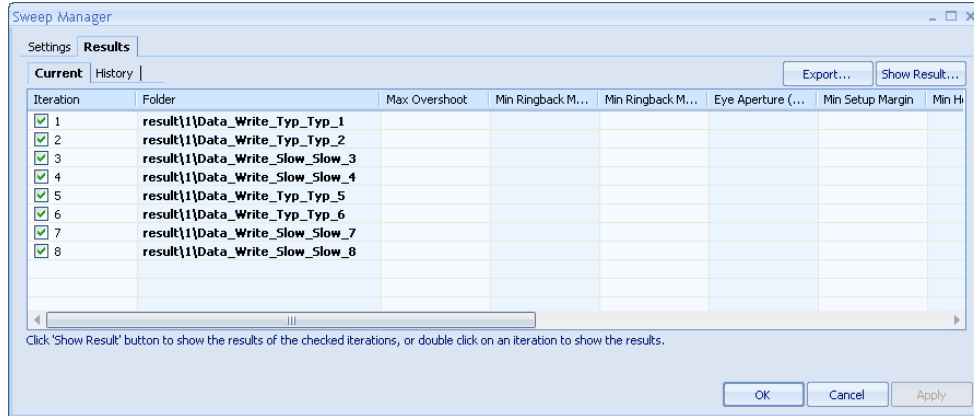 Sweep Manager
Settings Results
Current History
Export... Show Result...
Iteration Folder Max Overshoot Min Ringback M... Min Ringback M... Eye Aperture (... Min Setup Margin Min H
1 result\1\Data_Write_Typ_Typ_1
2 result\1\Data_Write_Typ_Typ_2
3 result\1\Data_Write_Slow_Slow_3
4 result\1\Data_Write_Slow_Slow_4
5 result\1\Data_Write_Typ_Typ_5
6 result\1\Data_Write_Typ_Typ_6
7 result\1\Data_Write_Slow_Slow_7
8 result\1\Data_Write_Slow_Slow_8
Click 'Show Result' button to show the results of the checked iterations, or double click on an iteration to show the results.
OK Cancel Apply